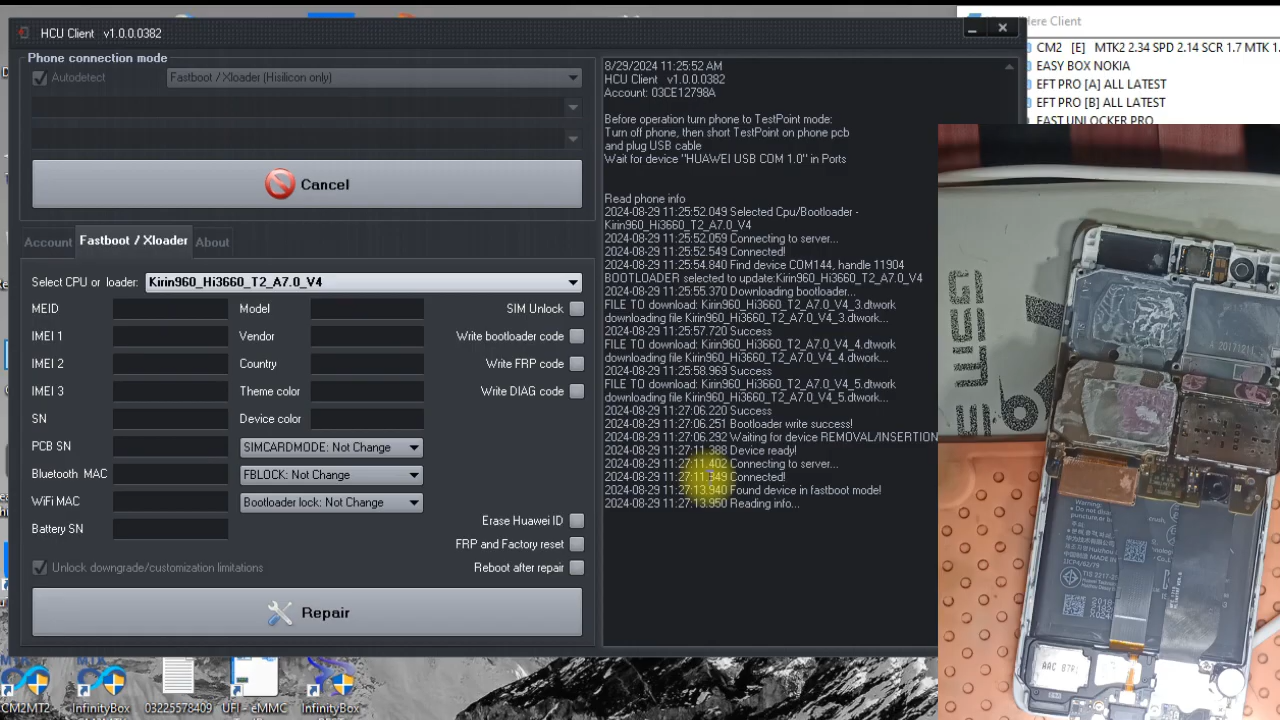 HCU Client v1.0.0.0382
Here Client
Phone connection mode
Autodetect
Fastboot / Xloader (Hisilicon only)
Cancel
Account
Fastboot / Xloader
About
Select CPU or loader: Kirin960_Hi3660_T2_A7.0_V4
MEID
Model
SIM Unlock
IMEI 1
Vendor
Write bootloader code
IMEI 2
Country
Write FRP code
IMEI 3
Theme color
Write DIAG code
SN
Device color
PCB SN
SIMCARDMODE: Not Change
Bluetooth MAC
FBLOCK: Not Change
WiFi MAC
Bootloader lock: Not Change
Battery SN
Erase Huawei ID
FRP and Factory reset
Unlock downgrade/customization limitations
Reboot after repair
Repair
8/29/2024 11:25:52 AM
HCU Client v1.0.0.0382
Account: 03CE12798A
Before operation turn phone to TestPoint mode:
Turn off phone, then short TestPoint on phone pcb
and plug USB cable
Wait for device "HUAWEI USB COM 1.0" in Ports
Read phone info
2024-08-29 11:25:52.049 Selected Cpu/Bootloader -
Kirin960_Hi3660_T2_A7.0_V4
2024-08-29 11:25:52.059 Connecting to server...
2024-08-29 11:25:52.549 Connected!
2024-08-29 11:25:54.840 Find device COM144, handle 11904
BOOTLOADER selected to update:Kirin960_Hi3660_T2_A7.0_V4
2024-08-29 11:25:55.370 Downloading bootloader...
FILE TO download: Kirin960_Hi3660_T2_A7.0_V4_3.dtwork
downloading file Kirin960_Hi3660_T2_A7.0_V4_3.dtwork...
2024-08-29 11:25:57.720 Success
FILE TO download: Kirin960_Hi3660_T2_A7.0_V4_4.dtwork
downloading file Kirin960_Hi3660_T2_A7.0_V4_4.dtwork...
2024-08-29 11:25:58.969 Success
FILE TO download: Kirin960_Hi3660_T2_A7.0_V4_5.dtwork
downloading file Kirin960_Hi3660_T2_A7.0_V4_5.dtwork...
2024-08-29 11:27:06.220 Success
2024-08-29 11:27:06.251 Bootloader write success!
2024-08-29 11:27:06.292 Waiting for device REMOVAL/INSERTION
2024-08-29 11:27:11.388 Device ready!
2024-08-29 11:27:11.402 Connecting to server...
2024-08-29 11:27:11.849 Connected!
2024-08-29 11:27:13.940 Found device in fastboot mode!
2024-08-29 11:27:13.950 Reading info...
CM2 [E] MTK2 2.34 SPD 2.14 SCR 1.7 MTK 1.
EASY BOX NOKIA
EFT PRO [A] ALL LATEST
EFT PRO [B] ALL LATEST
FAST UNLOCKER PRO
A 20171211
AAC 87P
CM2MT2 -
InfinityBox
03225578409
UFI - eMMC
InfinityBox